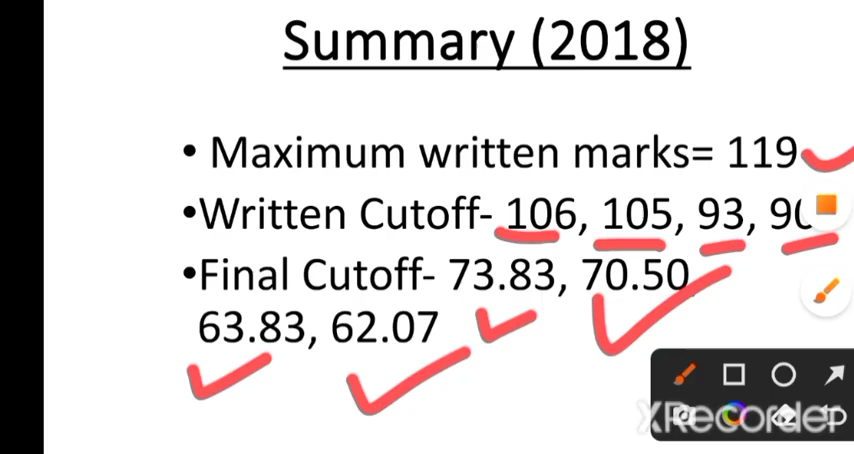 Summary (2018)
• Maximum written marks= 119
•Written Cutoff- 106, 105, 93,
•Final Cutoff- 73.83, 70.50
63.83, 62.07
XRecorder